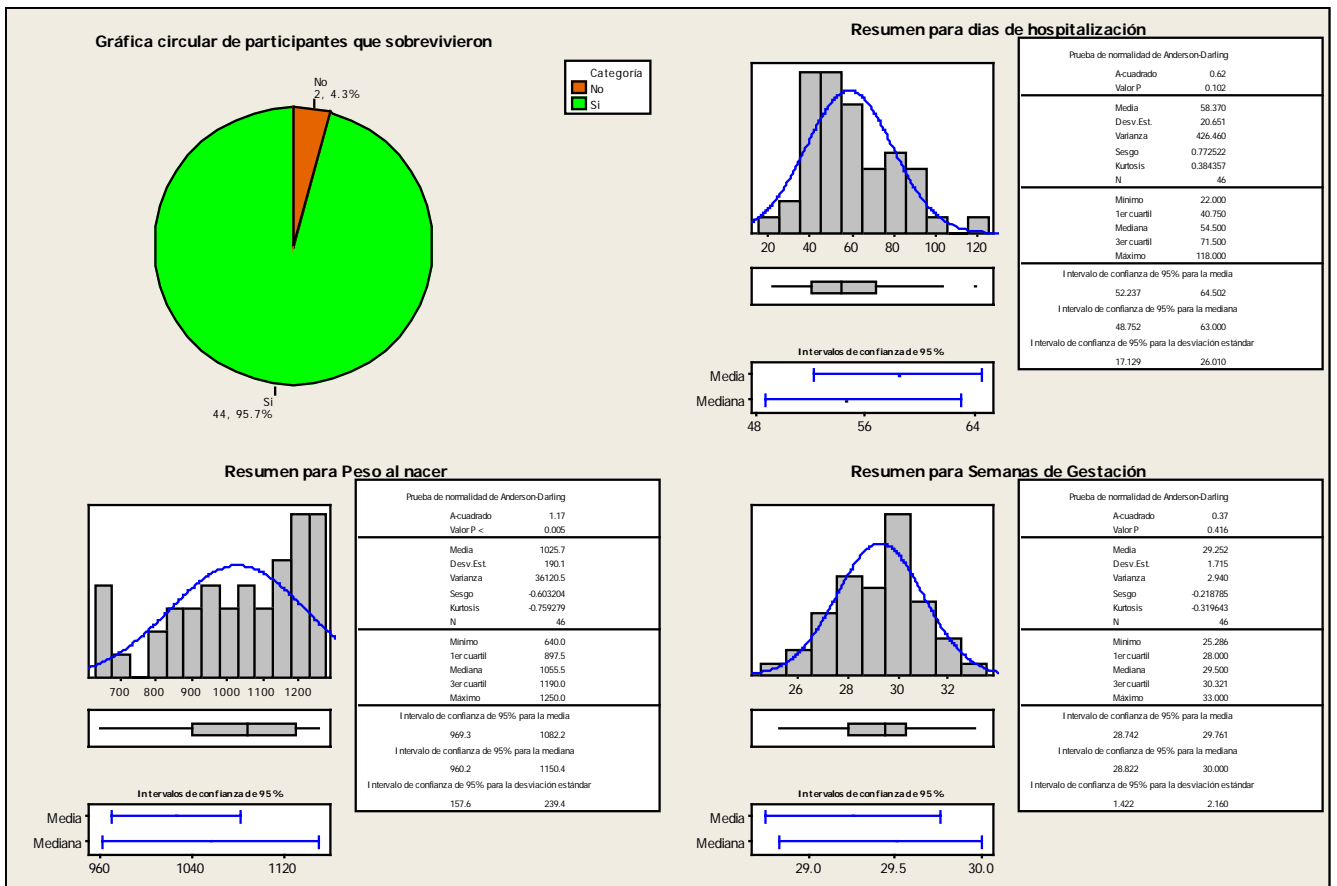 Gráfica circular de participantes que sobrevivieron
No
2, 4.3%
Categoría
No
Si
Si
44, 95.7%
Resumen para dias de hospitalización
20 40 60 80 100 120
Intervalos de confianza de 95%
Media
Mediana
48 56 64
Prueba de normalidad de Anderson-Darling
A-cuadrado 0.62
Valor P 0.102
Media 58.370
Desv.Est. 20.651
Varianza 426.460
Sesgo 0.772522
Kurtosis 0.384357
N 46
Mínimo 22.000
1er cuartil 40.750
Mediana 54.500
3er cuartil 71.500
Máximo 118.000
Intervalo de confianza de 95% para la media
52.237 64.502
Intervalo de confianza de 95% para la mediana
48.752 63.000
Intervalo de confianza de 95% para la desviación estándar
17.129 26.010
Resumen para Peso al nacer
700 800 900 1000 1100 1200
Intervalos de confianza de 95%
Media
Mediana
960 1040 1120
Prueba de normalidad de Anderson-Darling
A-cuadrado 1.17
Valor P < 0.005
Media 1025.7
Desv.Est. 190.1
Varianza 36120.5
Sesgo -0.603204
Kurtosis -0.759279
N 46
Mínimo 640.0
1er cuartil 897.5
Mediana 1055.5
3er cuartil 1190.0
Máximo 1250.0
Intervalo de confianza de 95% para la media
969.3 1082.2
Intervalo de confianza de 95% para la mediana
960.2 1150.4
Intervalo de confianza de 95% para la desviación estándar
157.6 239.4
Resumen para Semanas de Gestación
26 28 30 32
Intervalos de confianza de 95%
Media
Mediana
29.0 29.5 30.0
Prueba de normalidad de Anderson-Darling
A-cuadrado 0.37
Valor P 0.416
Media 29.252
Desv.Est. 1.715
Varianza 2.940
Sesgo -0.218785
Kurtosis -0.319643
N 46
Mínimo 25.286
1er cuartil 28.000
Mediana 29.500
3er cuartil 30.321
Máximo 33.000
Intervalo de confianza de 95% para la media
28.742 29.761
Intervalo de confianza de 95% para la mediana
28.822 30.000
Intervalo de confianza de 95% para la desviación estándar
1.422 2.160